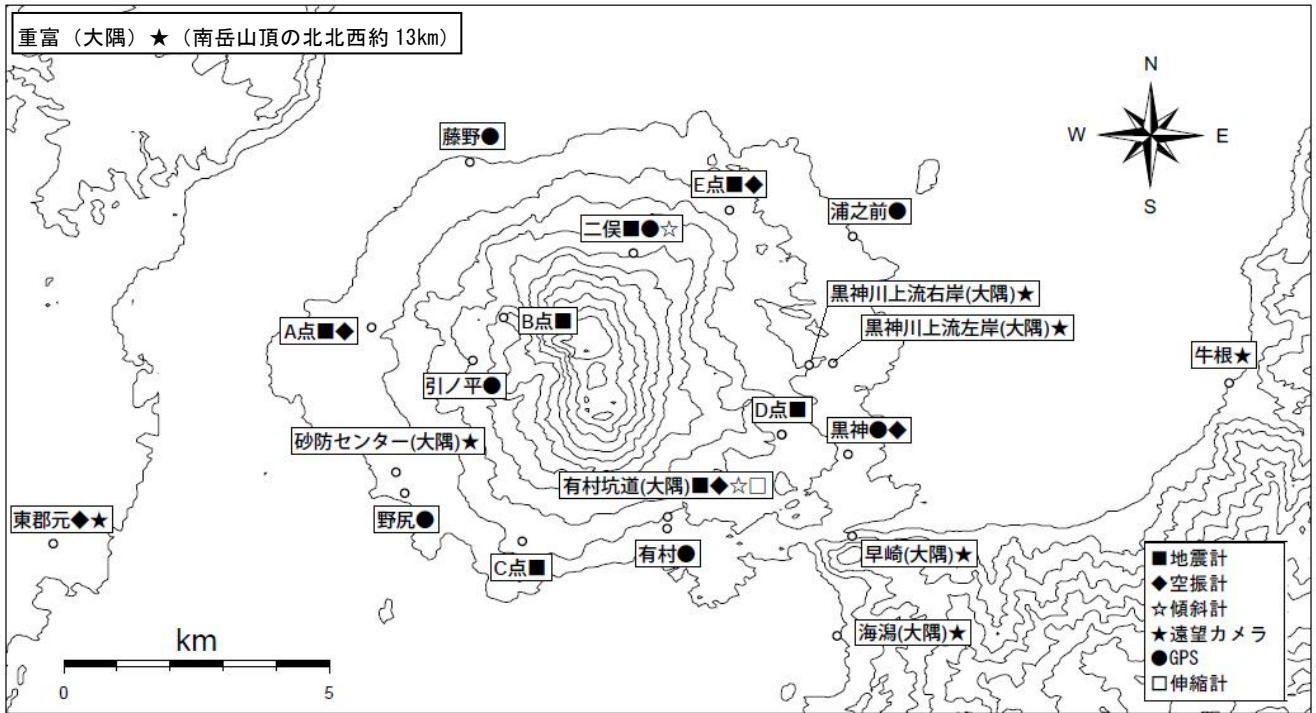 重富（大隅）★（南岳山頂の北北西約 13km）
N
W
E
S
藤野●
E点■◆
浦之前●
二俣■●☆
黒神川上流右岸(大隅)★
B点■
黒神川上流左岸(大隅)★
A点■◆
牛根★
引ノ平●
D点■
砂防センター(大隅)★
黒神●◆
有村坑道(大隅)■◆☆□
東郡元◆★
野尻●
有村●
早崎(大隅)★
C点■
海潟(大隅)★
km
0
5
■地震計
◆空振計
☆傾斜計
★遠望カメラ
●GPS
□伸縮計